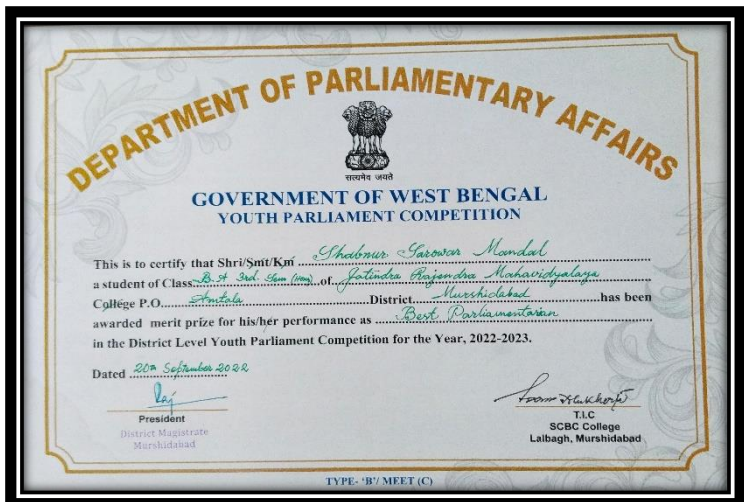 DEPARTMENT OF PARLIAMENTARY AFFAIRS
सत्यमेव जयते
GOVERNMENT OF WEST BENGAL
YOUTH PARLIAMENT COMPETITION
This is to certify that Shri/Smt/Km Shabnur Sarowar Mandal
a student of Class B.A 3rd Sem (Hons) of Jatindra Rajendra Mahavidyalaya
College P.O. Amtala District Murshidabad has been
awarded merit prize for his/her performance as Best Parliamentarian
in the District Level Youth Parliament Competition for the Year, 2022-2023.
Dated 20th September 2022
President
District Magistrate
Murshidabad
T.I.C
SCBC College
Lalbagh, Murshidabad
TYPE- 'B'/ MEET (C)